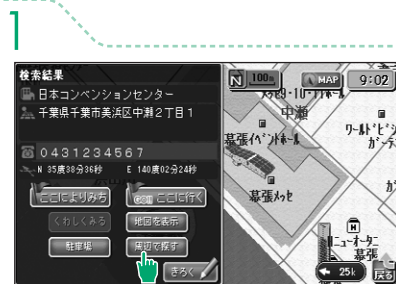 1
検索結果
日本コンベンションセンター
千葉県千葉市美浜区中瀬2丁目1
0431234567
N 35度38分36秒 E 140度02分24秒
ここによりみち
ここに行く
くわしくみる
地図を表示
駐車場
周辺で探す
きろく
N 100m MAP 9:02
中瀬
幕張ｲﾍﾞﾝﾄﾎｰﾙ
ﾜｰﾙﾄﾞﾋﾞｼﾞ
ｶﾞｰﾃﾞ
幕張ﾒｯｾ
ﾎﾃﾙﾆｭｰｵｰﾀﾆ
幕張
25k 戻る